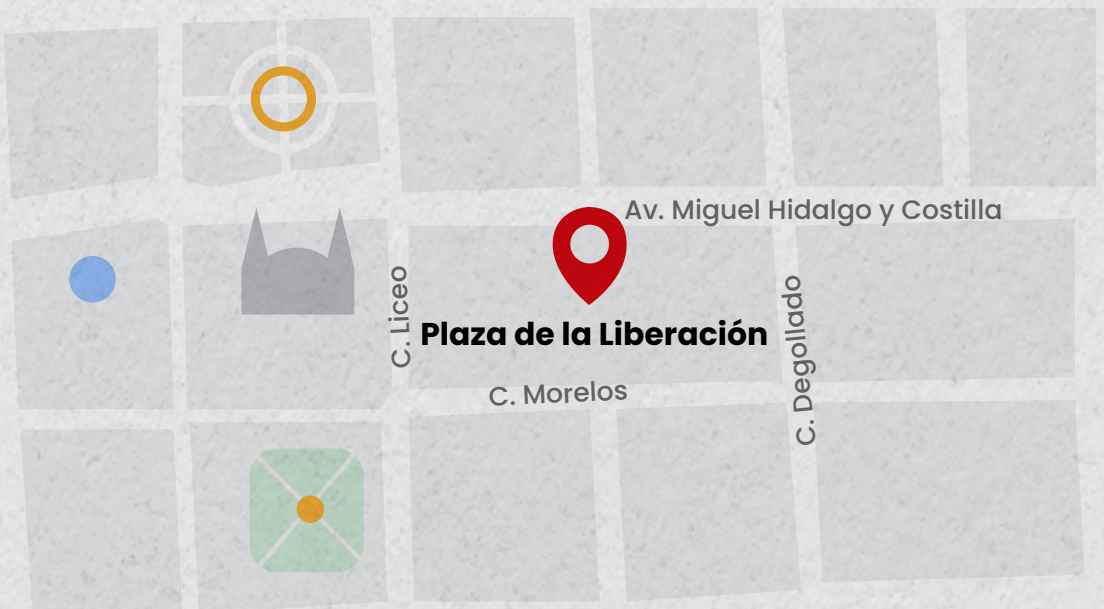 Av. Miguel Hidalgo y Costilla
C. Liceo
Plaza de la Liberación
C. Degollado
C. Morelos